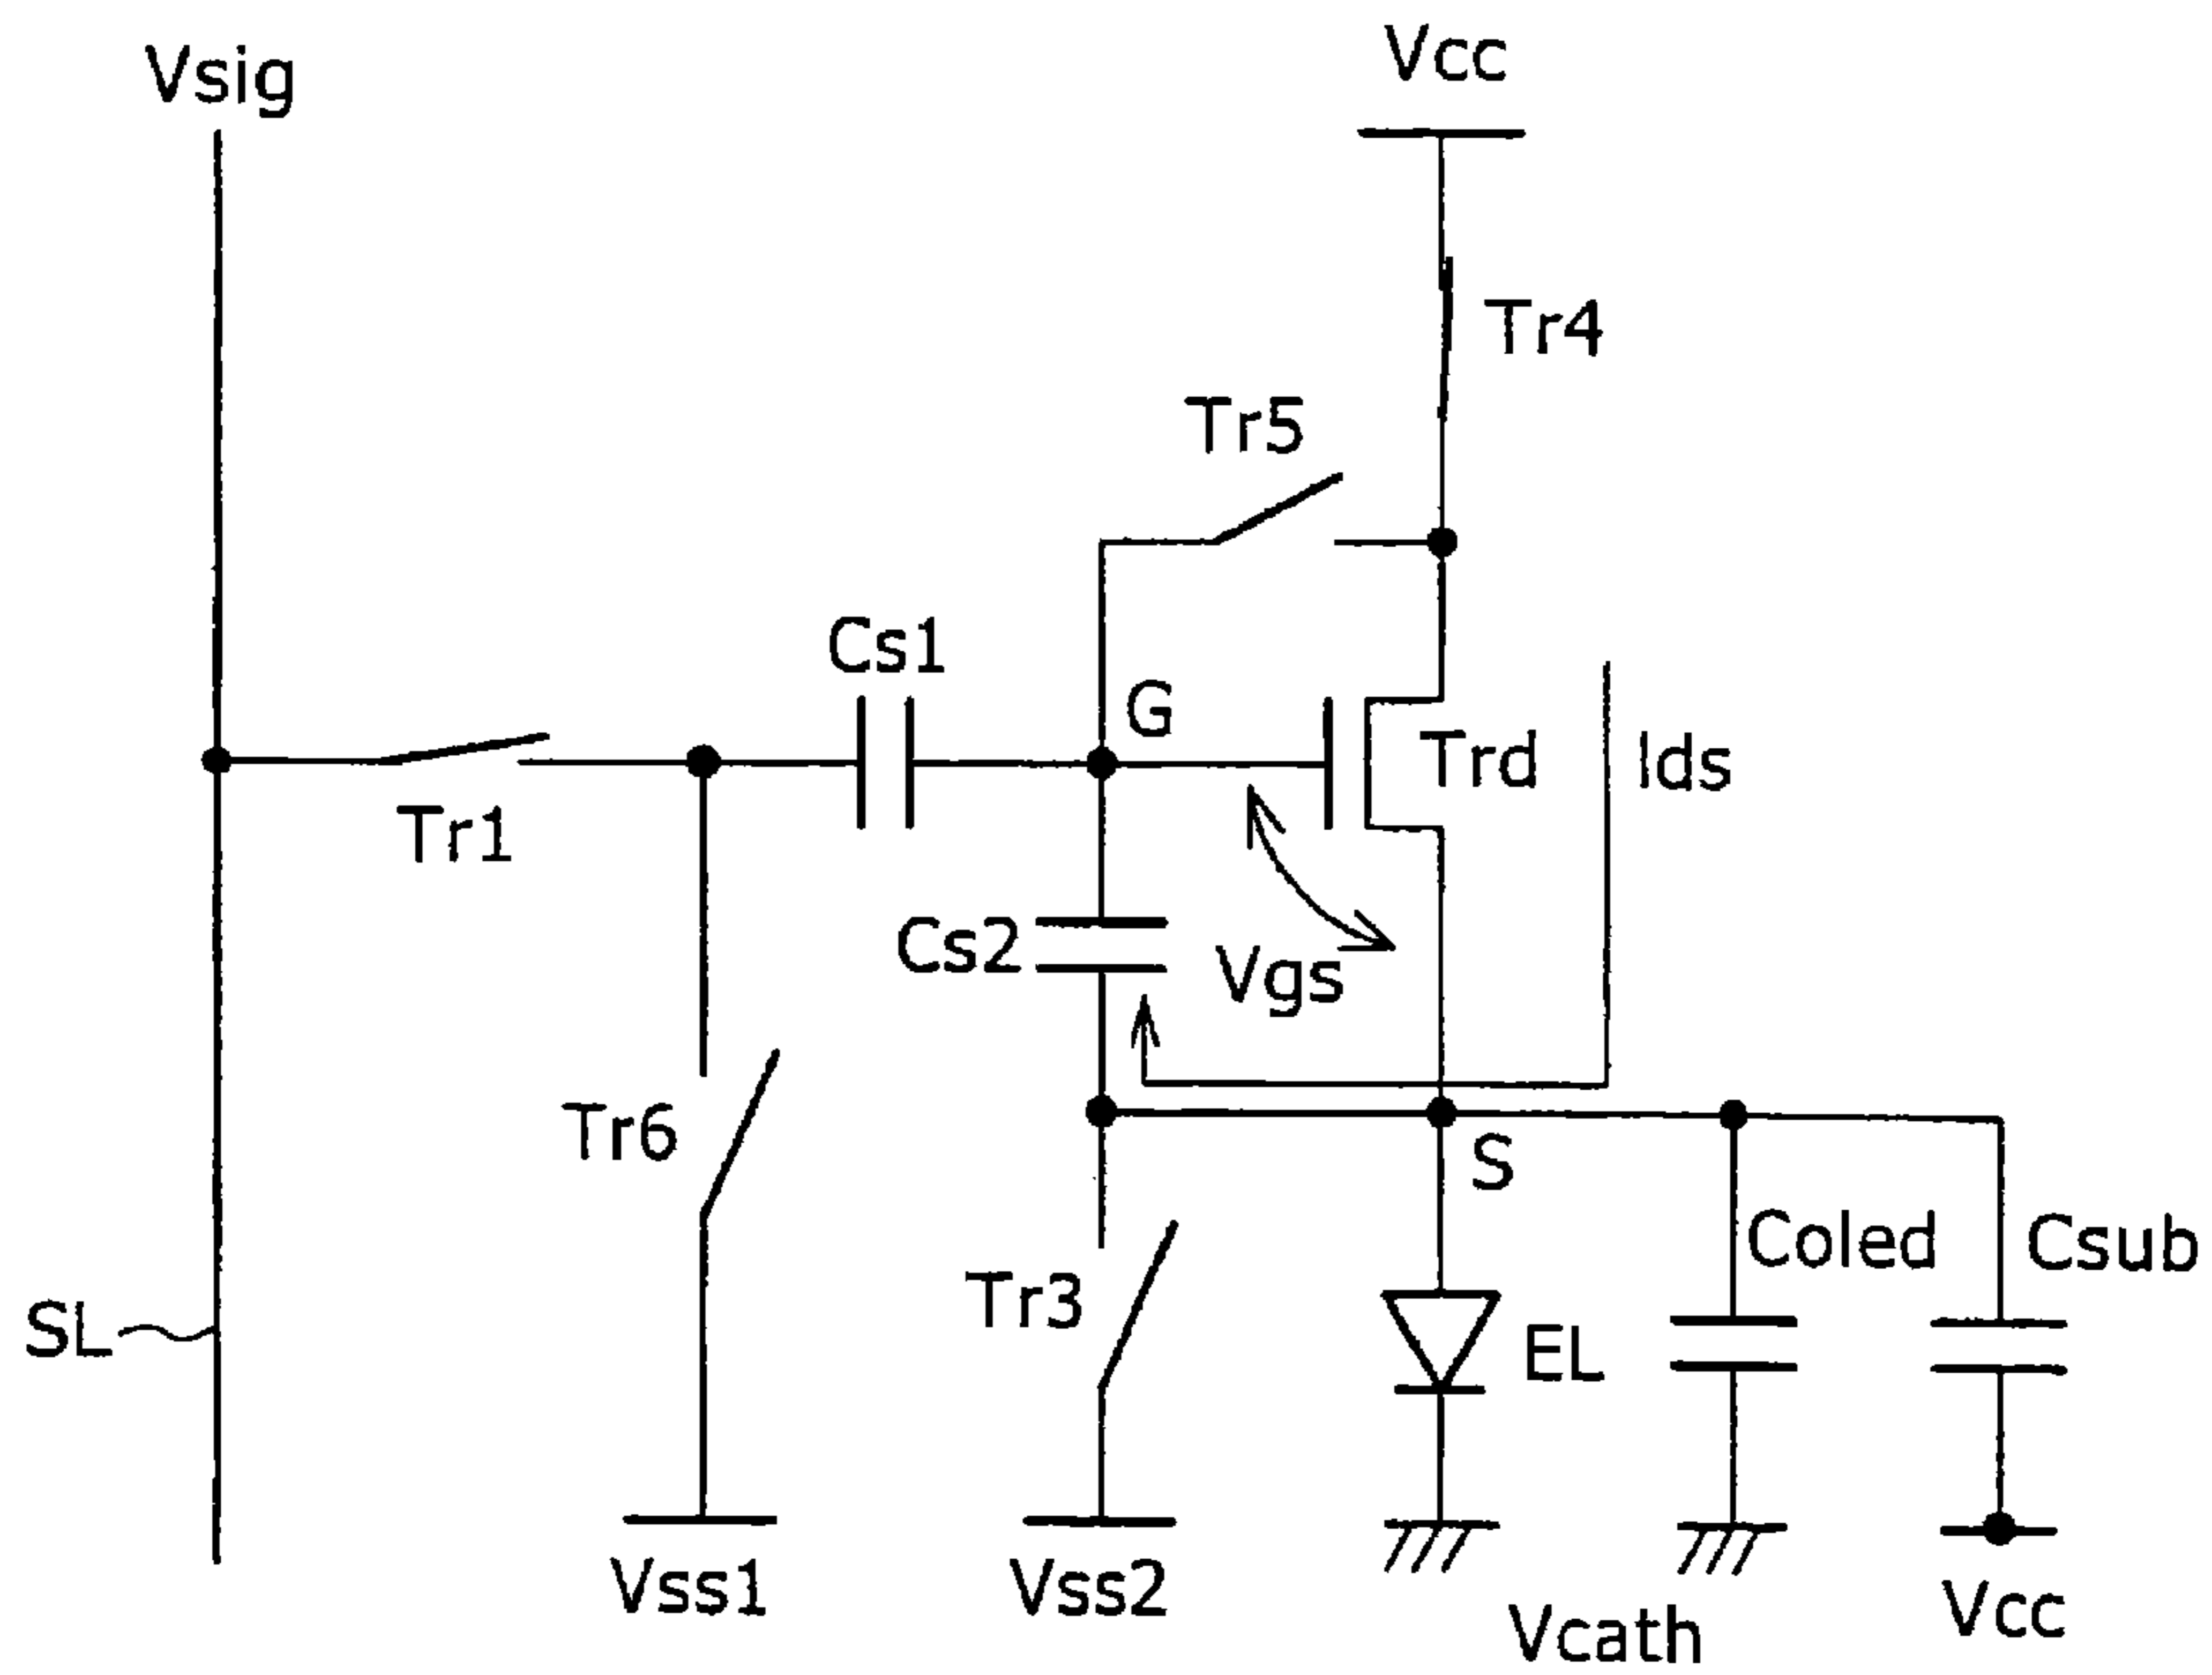 Vsig
Vcc
Tr4
Tr5
Cs1
G
Trd
Ids
Tr1
Cs2
Vgs
Tr6
S
Coled
Csub
Tr3
SL
EL
Vss1
Vss2
Vcath
Vcc